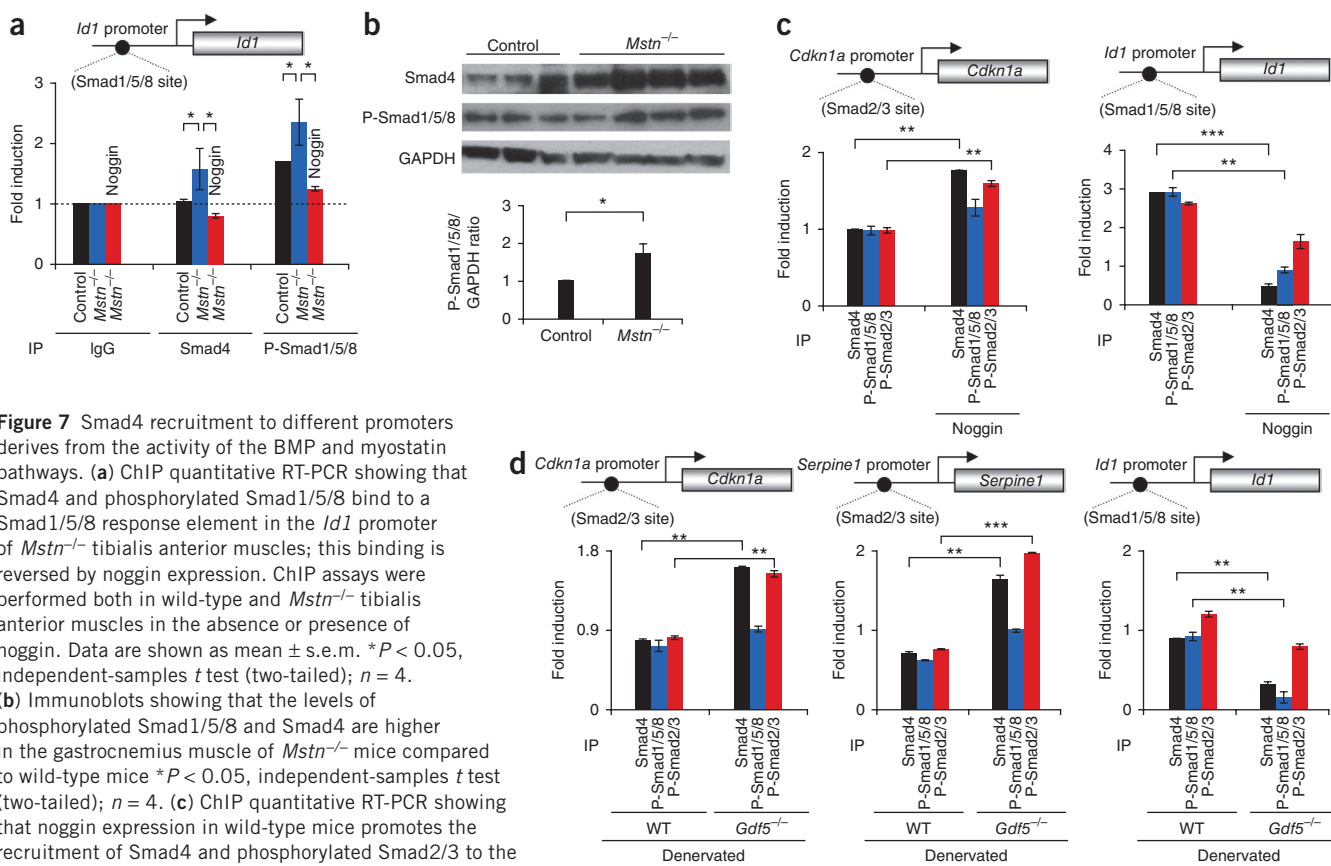 a
Id1 promoter
Id1
(Smad1/5/8 site)
3
2
1
0
Fold induction
* *
* *
Noggin
Noggin
Noggin
Control
Mstn–/–
Mstn–/–
Control
Mstn–/–
Mstn–/–
Control
Mstn–/–
Mstn–/–
IP
IgG
Smad4
P-Smad1/5/8
b
Control
Mstn–/–
Smad4
P-Smad1/5/8
GAPDH
P-Smad1/5/8/
GAPDH ratio
3
2
1
0
*
Control
Mstn–/–
c
Cdkn1a promoter
Cdkn1a
(Smad2/3 site)
Fold induction
2
1
0
**
**
IP
Smad4
P-Smad1/5/8
P-Smad2/3
Smad4
P-Smad1/5/8
P-Smad2/3
Noggin
Id1 promoter
Id1
(Smad1/5/8 site)
Fold induction
4
3
2
1
0
***
**
IP
Smad4
P-Smad1/5/8
P-Smad2/3
Smad4
P-Smad1/5/8
P-Smad2/3
Noggin
Figure 7 Smad4 recruitment to different promoters
derives from the activity of the BMP and myostatin
pathways. (a) ChIP quantitative RT-PCR showing that
Smad4 and phosphorylated Smad1/5/8 bind to a
Smad1/5/8 response element in the Id1 promoter
of Mstn–/– tibialis anterior muscles; this binding is
reversed by noggin expression. ChIP assays were
performed both in wild-type and Mstn–/– tibialis
anterior muscles in the absence or presence of
noggin. Data are shown as mean ± s.e.m. *P < 0.05,
independent-samples t test (two-tailed); n = 4.
(b) Immunoblots showing that the levels of
phosphorylated Smad1/5/8 and Smad4 are higher
in the gastrocnemius muscle of Mstn–/– mice compared
to wild-type mice *P < 0.05, independent-samples t test
(two-tailed); n = 4. (c) ChIP quantitative RT-PCR showing
that noggin expression in wild-type mice promotes the
recruitment of Smad4 and phosphorylated Smad2/3 to the
d
Cdkn1a promoter
Cdkn1a
(Smad2/3 site)
Fold induction
1.8
0.9
0
**
**
IP
Smad4
P-Smad1/5/8
P-Smad2/3
Smad4
P-Smad1/5/8
P-Smad2/3
WT
Gdf5–/–
Denervated
Serpine1 promoter
Serpine1
(Smad2/3 site)
Fold induction
2
1
0
**
***
IP
Smad4
P-Smad1/5/8
P-Smad2/3
Smad4
P-Smad1/5/8
P-Smad2/3
WT
Gdf5–/–
Denervated
Id1 promoter
Id1
(Smad1/5/8 site)
Fold induction
2
1
0
**
**
IP
Smad4
P-Smad1/5/8
P-Smad2/3
Smad4
P-Smad1/5/8
P-Smad2/3
WT
Gdf5–/–
Denervated